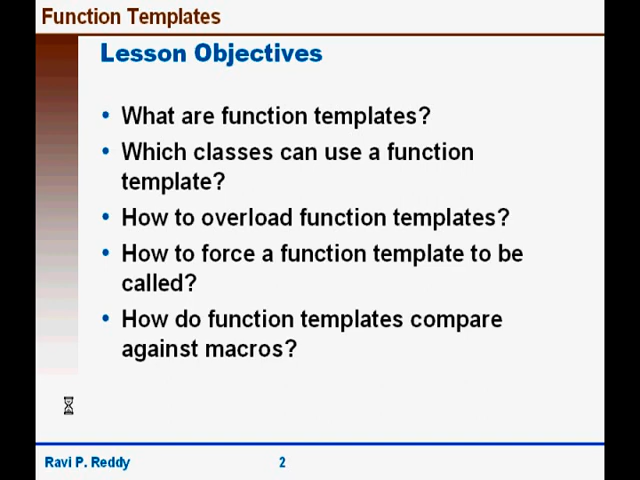 Function Templates
Lesson Objectives
• What are function templates?
• Which classes can use a function
template?
• How to overload function templates?
• How to force a function template to be
called?
• How do function templates compare
against macros?
Ravi P. Reddy 2